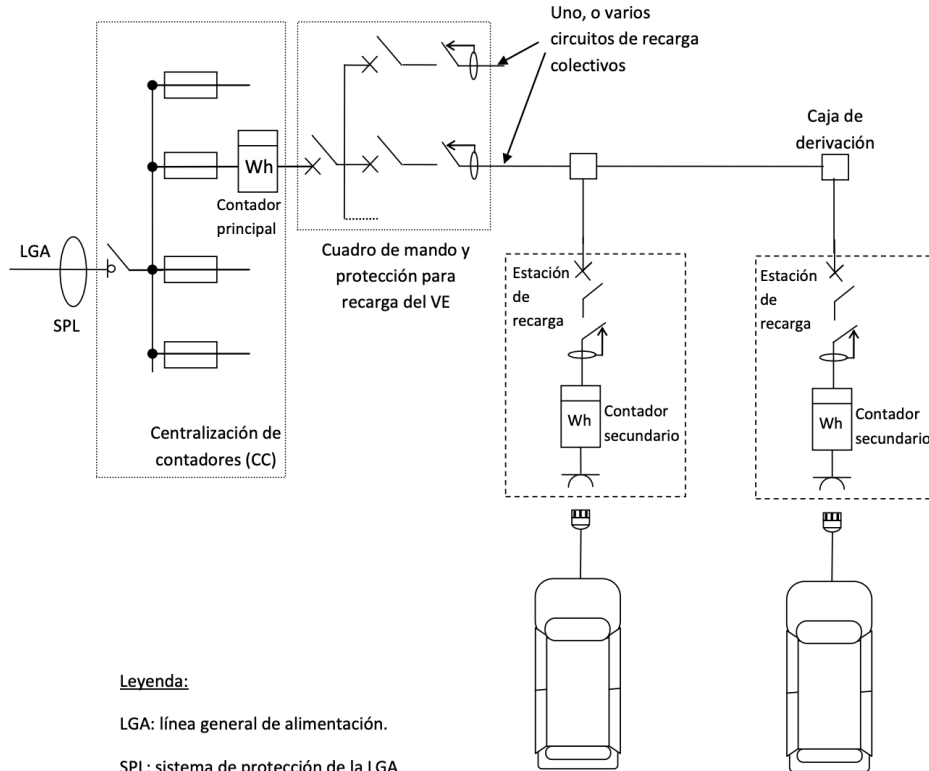 Uno, o varios
circuitos de recarga
colectivos
Caja de
derivación
Wh
Contador
principal
LGA
SPL
Cuadro de mando y
protección para
recarga del VE
Centralización de
contadores (CC)
Estación
de
recarga
Wh
Contador
secundario
Estación
de
recarga
Wh
Contador
secundario
Leyenda:
LGA: línea general de alimentación.
SPL: sistema de protección de la LGA